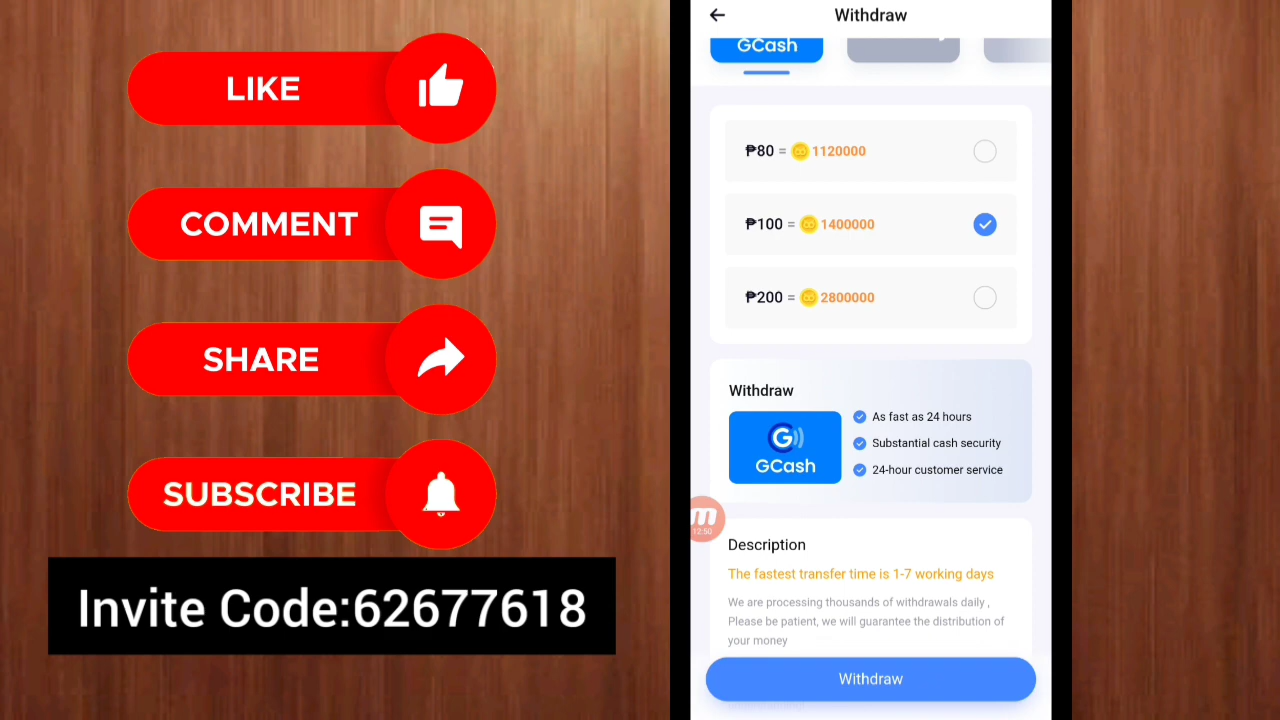 LIKE
COMMENT
SHARE
SUBSCRIBE
Invite Code:62677618
Withdraw
GCash
₱80 = 1120000
₱100 = 1400000
₱200 = 2800000
Withdraw
As fast as 24 hours
G
GCash
Substantial cash security
24-hour customer service
m
12:50
Description
The fastest transfer time is 1-7 working days
We are processing thousands of withdrawals daily ,
Please be patient, we will guarantee the distribution of
your money
Withdraw